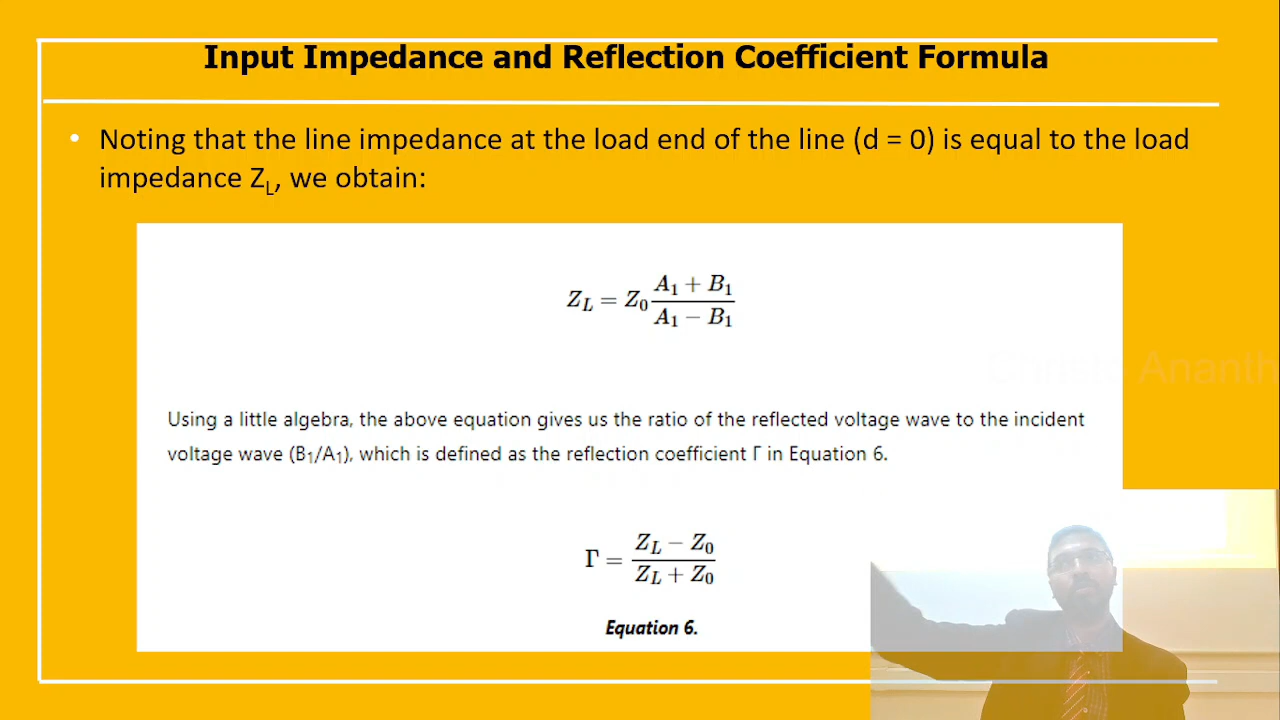 Input Impedance and Reflection Coefficient Formula
• Noting that the line impedance at the load end of the line (d = 0) is equal to the load
impedance Z_L, we obtain:
Z_L = Z_0 (A_1 + B_1) / (A_1 − B_1)
Christo Ananth
Using a little algebra, the above equation gives us the ratio of the reflected voltage wave to the incident
voltage wave (B_1/A_1), which is defined as the reflection coefficient Γ in Equation 6.
Γ = (Z_L − Z_0) / (Z_L + Z_0)
Equation 6.